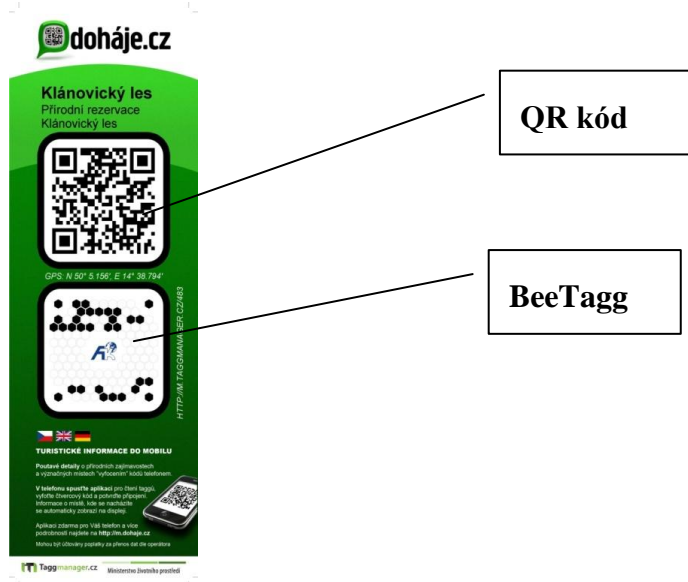 doháje.cz
Klánovický les
Přírodní rezervace
Klánovický les
QR kód
GPS: N 50° 5.156', E 14° 38.794'
BeeTagg
HTTP://M.TAGGMANAGER.CZ/483
TURISTICKÉ INFORMACE DO MOBILU
Poutavé detaily o přírodních zajímavostech
a význačných místech "vyfocením" kódů telefonem.
V telefonu spusťte aplikaci pro čtení taggů,
vyfoťte čtvercový kód a potvrďte připojení.
Informace o místě, kde se nacházíte
se automaticky zobrazí na displeji.
Aplikaci zdarma pro Váš telefon a více
podrobností najdete na http://m.dohaje.cz
Mohou být účtovány poplatky za přenos dat dle operátora
Taggmanager.cz
Ministerstvo životního prostředí